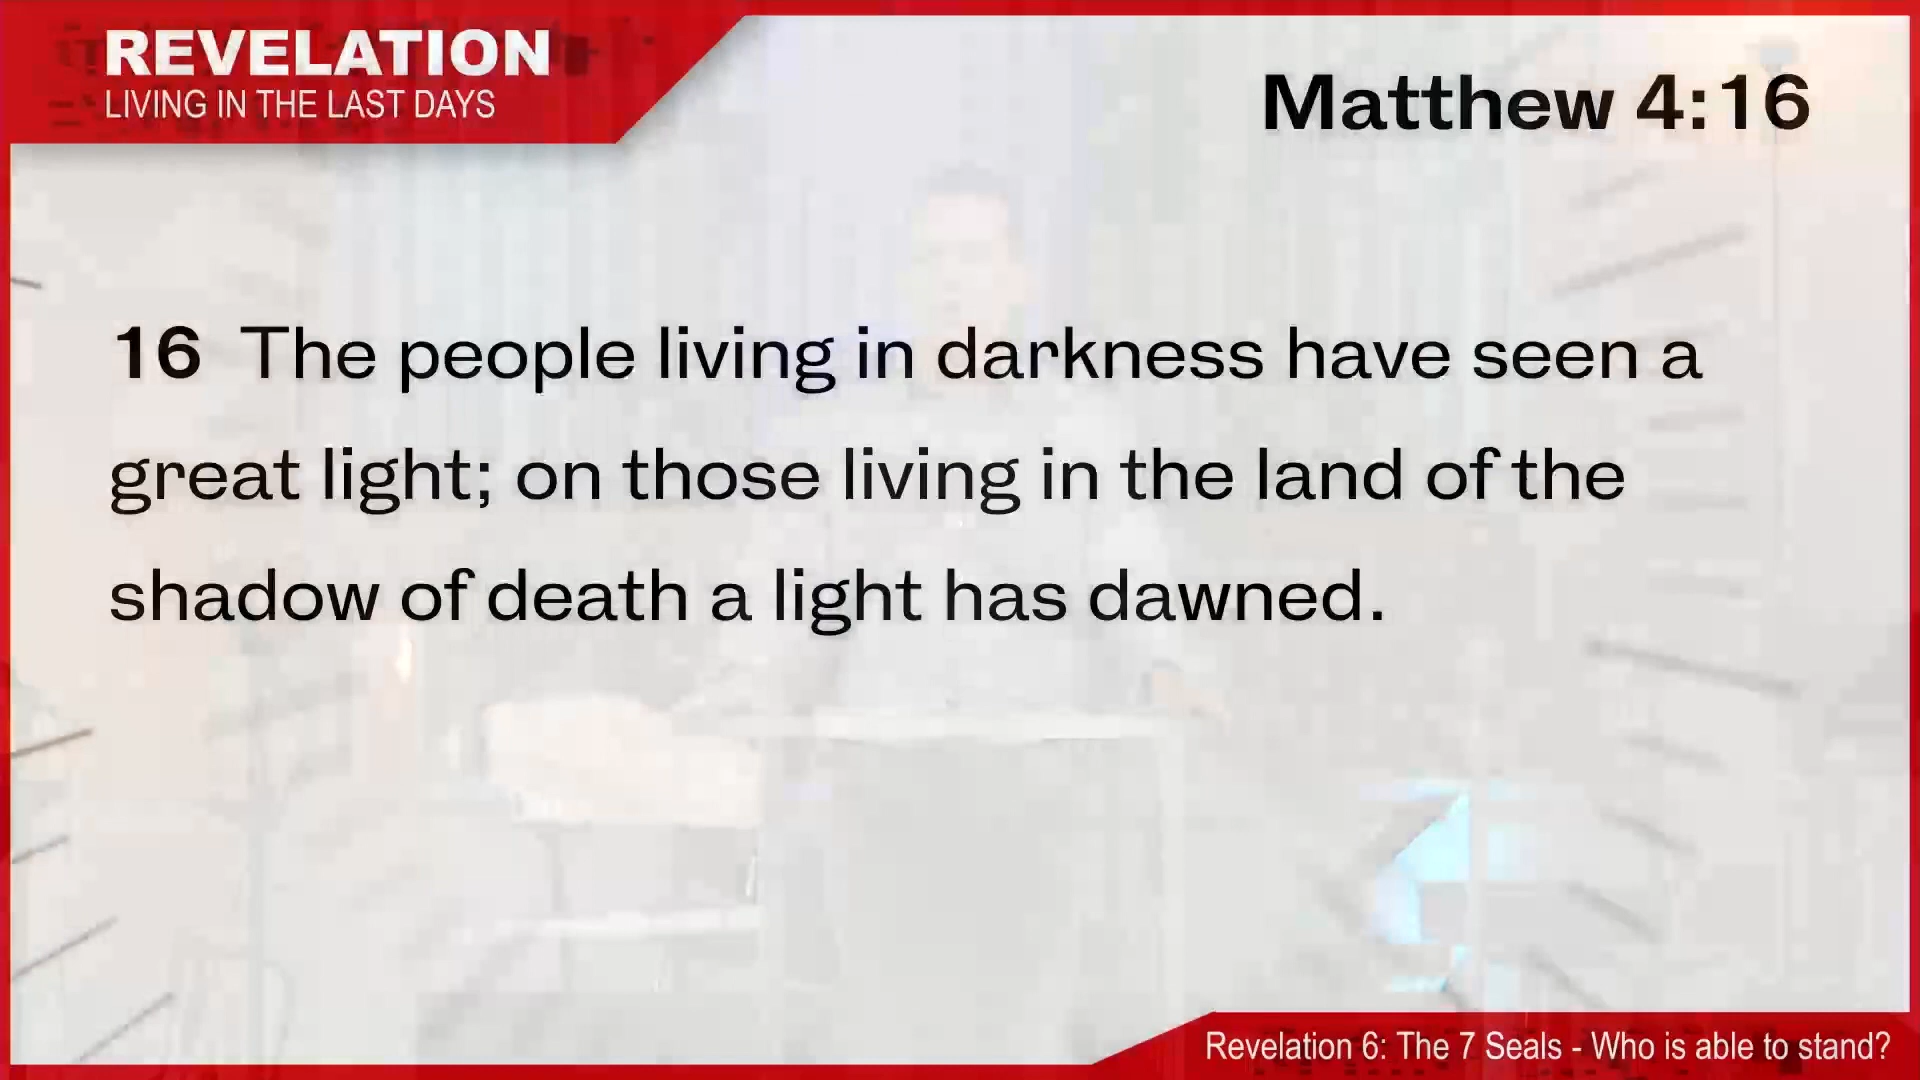 REVELATION
LIVING IN THE LAST DAYS
Matthew 4:16
16 The people living in darkness have seen a
great light; on those living in the land of the
shadow of death a light has dawned.
Revelation 6: The 7 Seals - Who is able to stand?